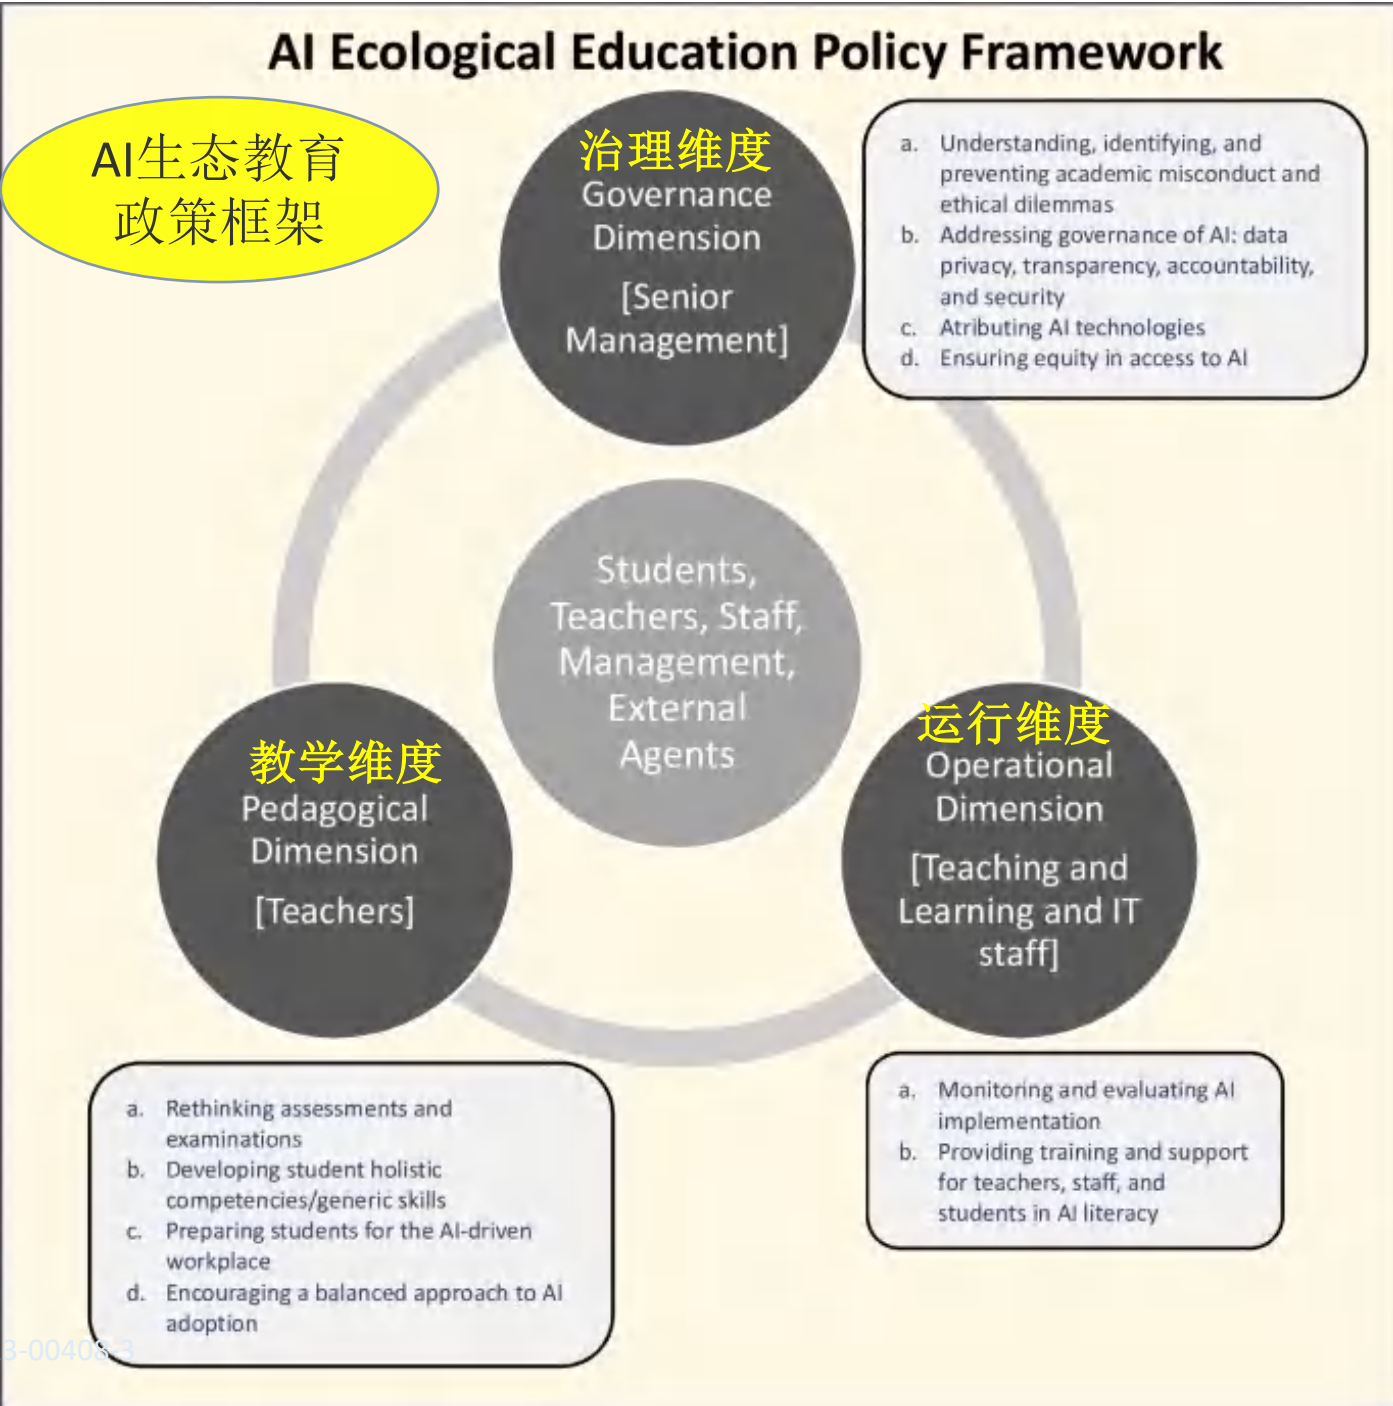 AI Ecological Education Policy Framework
AI生态教育
政策框架
治理维度
Governance
Dimension
[Senior
Management]
a. Understanding, identifying, and
preventing academic misconduct and
ethical dilemmas
b. Addressing governance of AI: data
privacy, transparency, accountability,
and security
c. Atributing AI technologies
d. Ensuring equity in access to AI
Students,
Teachers, Staff,
Management,
External
Agents
教学维度
Pedagogical
Dimension
[Teachers]
运行维度
Operational
Dimension
[Teaching and
Learning and IT
staff]
a. Rethinking assessments and
examinations
b. Developing student holistic
competencies/generic skills
c. Preparing students for the AI-driven
workplace
d. Encouraging a balanced approach to AI
adoption
a. Monitoring and evaluating AI
implementation
b. Providing training and support
for teachers, staff, and
students in AI literacy
3-00408-3